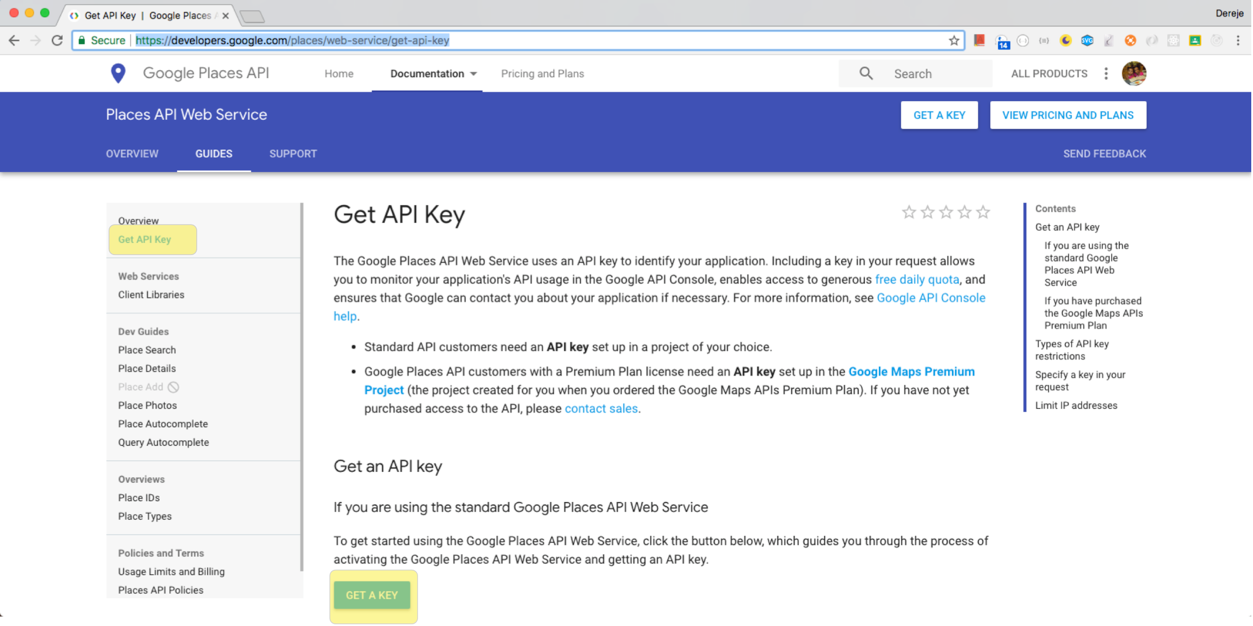 Get API Key | Google Places A
Dereje
Secure https://developers.google.com/places/web-service/get-api-key
14
SVG
Google Places API
Home
Documentation
Pricing and Plans
Search
ALL PRODUCTS
Places API Web Service
GET A KEY
VIEW PRICING AND PLANS
OVERVIEW
GUIDES
SUPPORT
SEND FEEDBACK
Overview
Get API Key
Web Services
Client Libraries
Dev Guides
Place Search
Place Details
Place Add
Place Photos
Place Autocomplete
Query Autocomplete
Overviews
Place IDs
Place Types
Policies and Terms
Usage Limits and Billing
Places API Policies
Get API Key
The Google Places API Web Service uses an API key to identify your application. Including a key in your request allows
you to monitor your application's API usage in the Google API Console, enables access to generous free daily quota, and
ensures that Google can contact you about your application if necessary. For more information, see Google API Console
help.
• Standard API customers need an API key set up in a project of your choice.
• Google Places API customers with a Premium Plan license need an API key set up in the Google Maps Premium
Project (the project created for you when you ordered the Google Maps APIs Premium Plan). If you have not yet
purchased access to the API, please contact sales.
Get an API key
If you are using the standard Google Places API Web Service
To get started using the Google Places API Web Service, click the button below, which guides you through the process of
activating the Google Places API Web Service and getting an API key.
GET A KEY
Contents
Get an API key
If you are using the
standard Google
Places API Web
Service
If you have purchased
the Google Maps APIs
Premium Plan
Types of API key
restrictions
Specify a key in your
request
Limit IP addresses